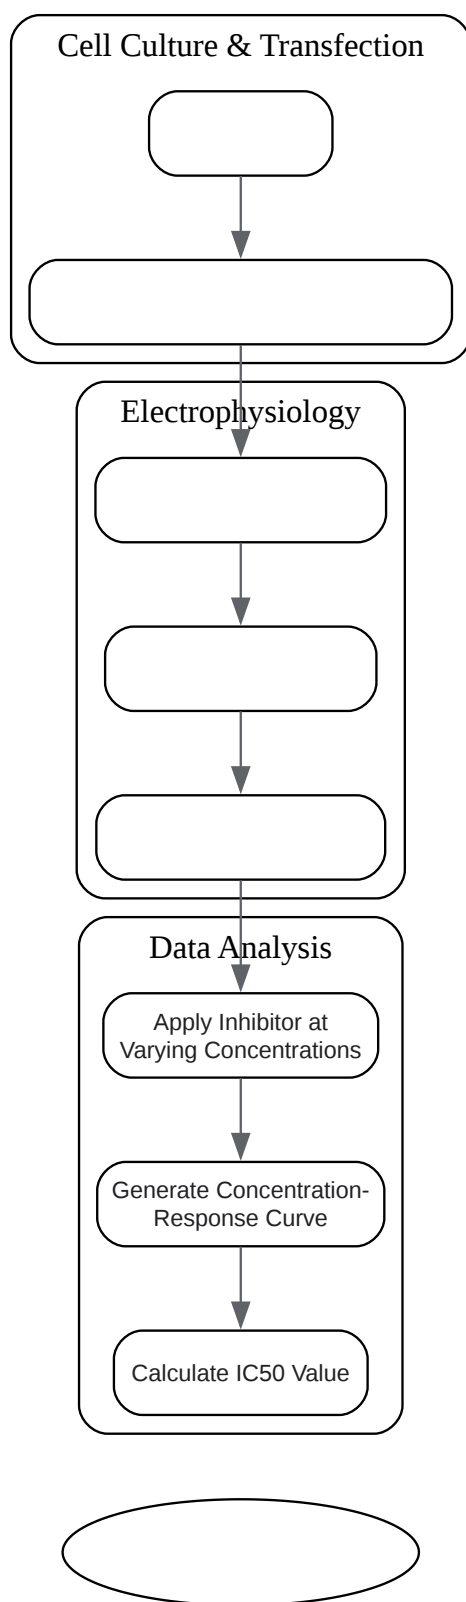 Cell Culture & Transfection
Electrophysiology
Data Analysis
Apply Inhibitor at
Varying Concentrations
Generate Concentration-
Response Curve
Calculate IC50 Value